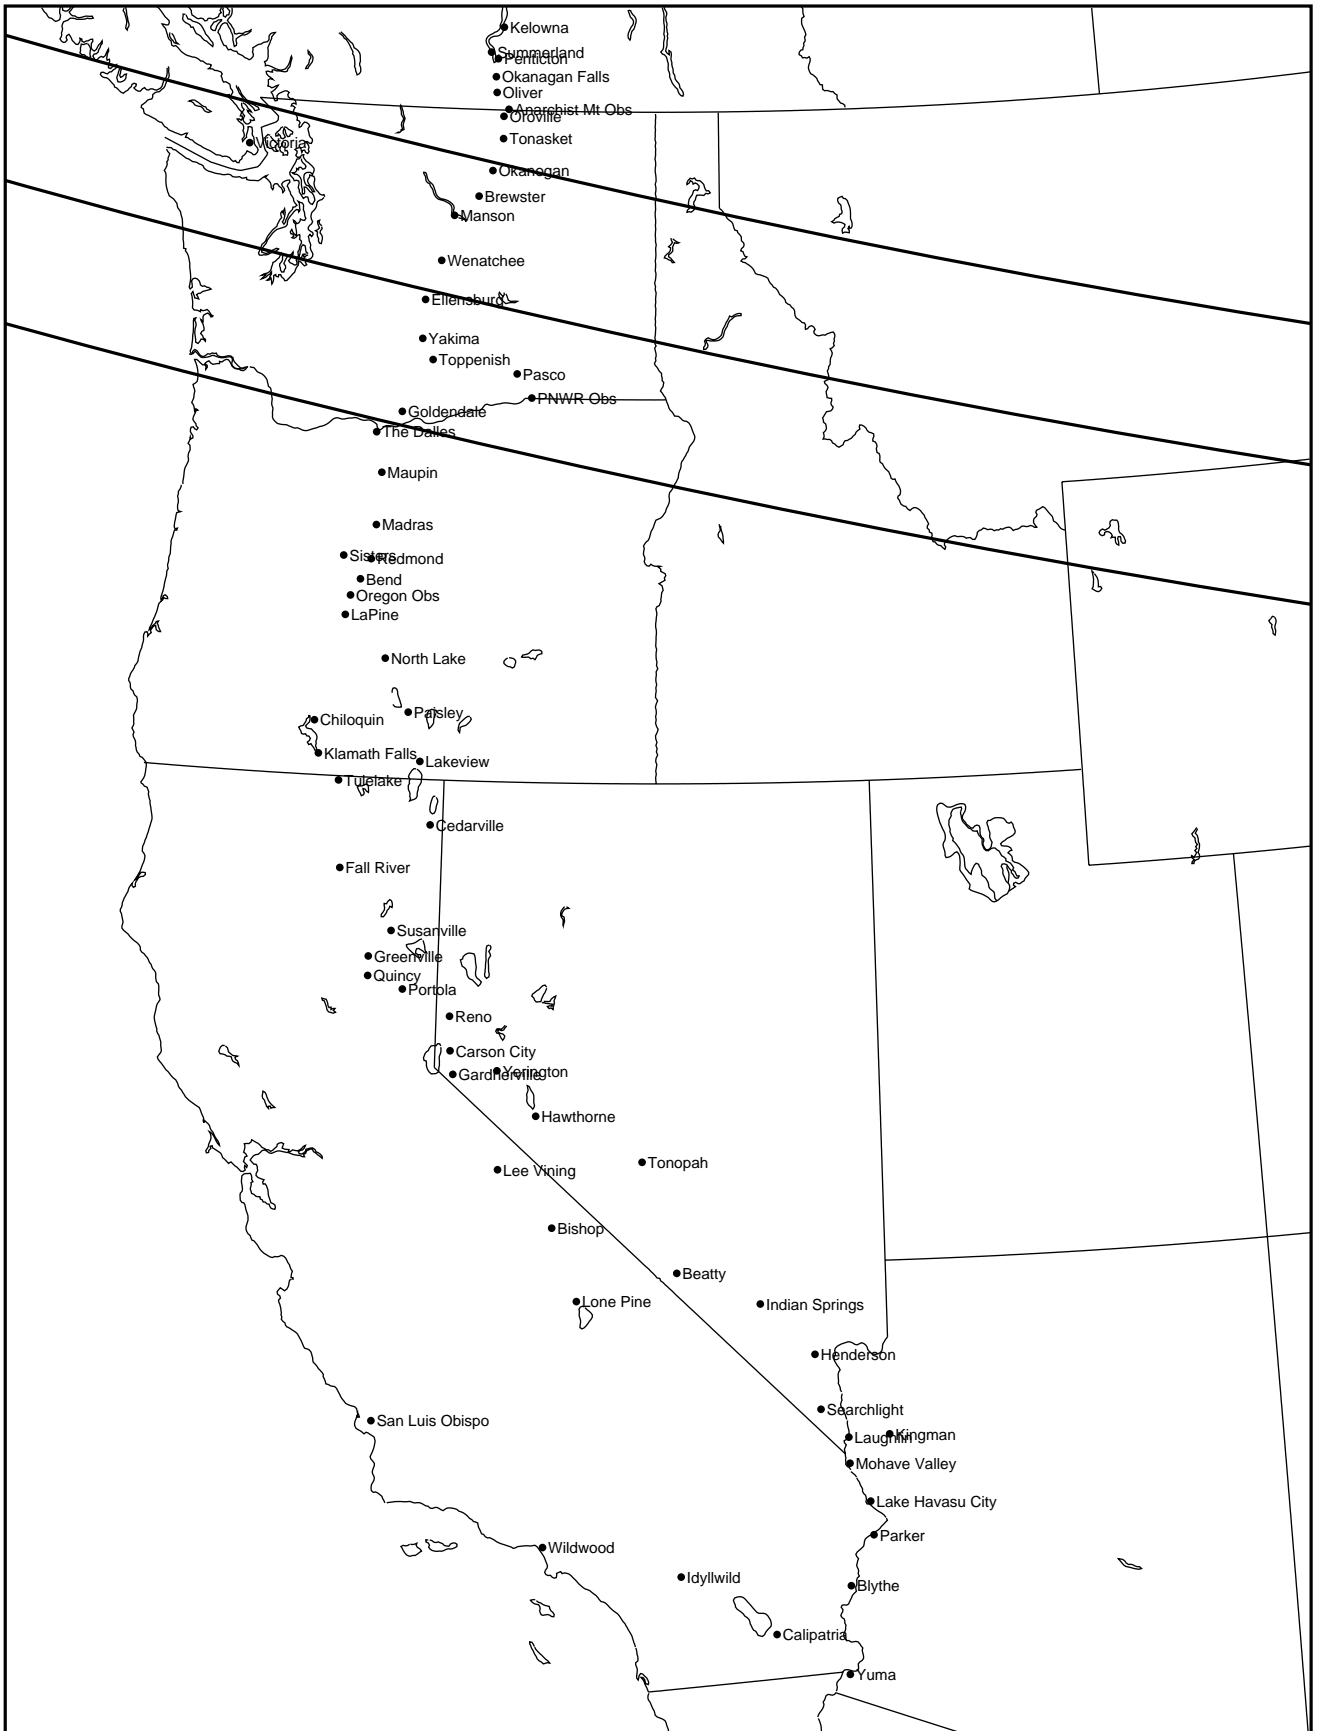 Kelowna
Summerland
Penticton
Okanagan Falls
Oliver
Anarchist Mt Obs
Oroville
Tonasket
Victoria
Okanogan
Brewster
Manson
Wenatchee
Ellensburg
Yakima
Toppenish
Pasco
PNWR Obs
Goldendale
The Dalles
Maupin
Madras
Sisters
Redmond
Bend
Oregon Obs
LaPine
North Lake
Paisley
Chiloquin
Klamath Falls
Lakeview
Tulelake
Cedarville
Fall River
Susanville
Greenville
Quincy
Portola
Reno
Carson City
Yerington
Gardnerville
Hawthorne
Tonopah
Lee Vining
Bishop
Beatty
Lone Pine
Indian Springs
Henderson
Searchlight
San Luis Obispo
Kingman
Laughlin
Mohave Valley
Lake Havasu City
Parker
Wildwood
Idyllwild
Blythe
Calipatria
Yuma